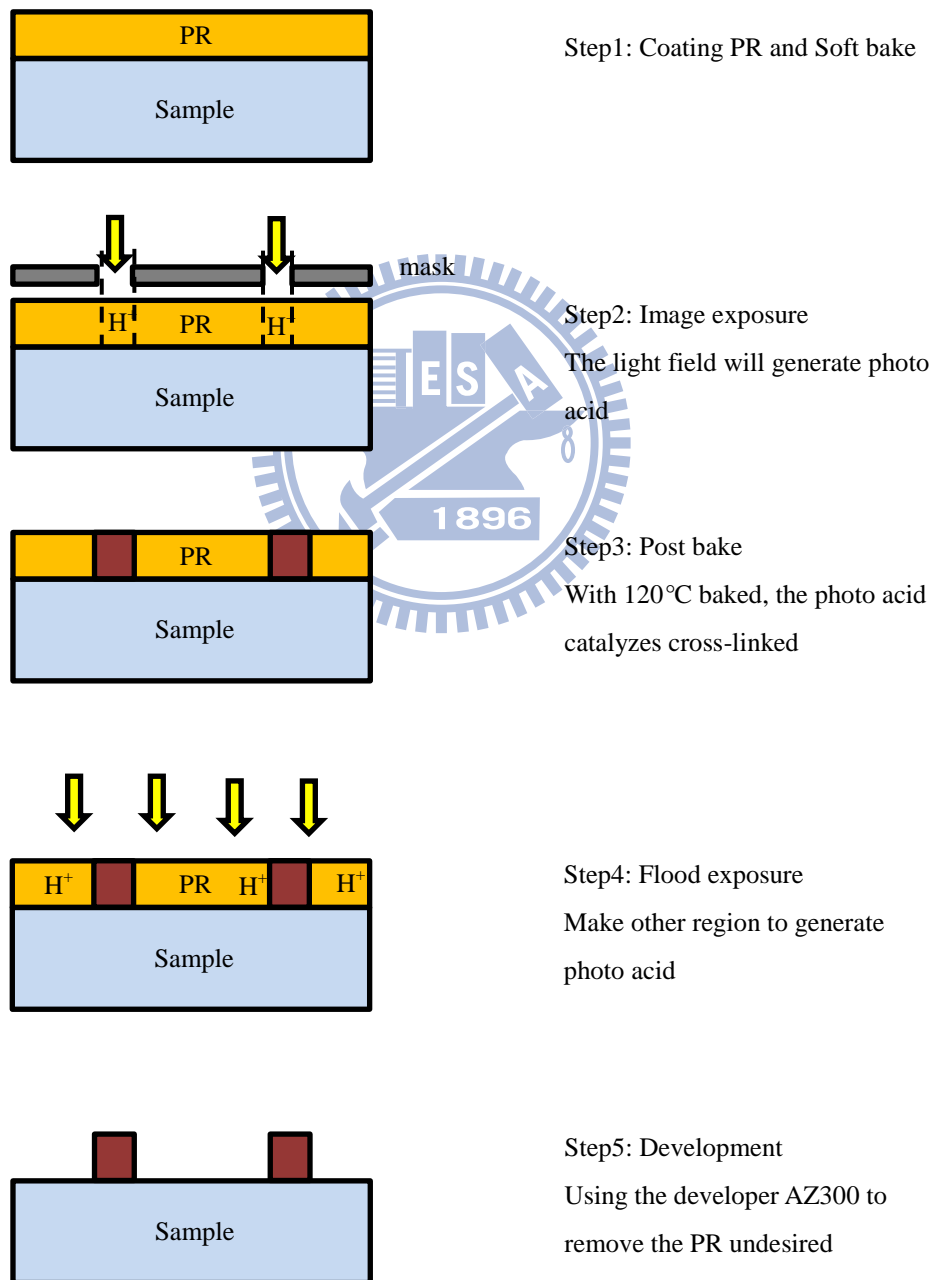 PR
Step1: Coating PR and Soft bake
Sample
mask
H⁺ PR H⁺
Step2: Image exposure
The light field will generate photo
acid
Sample
E S A
1896
PR
Step3: Post bake
With 120°C baked, the photo acid
catalyzes cross-linked
Sample
H⁺ PR H⁺ H⁺
Step4: Flood exposure
Make other region to generate
photo acid
Sample
Step5: Development
Using the developer AZ300 to
remove the PR undesired
Sample